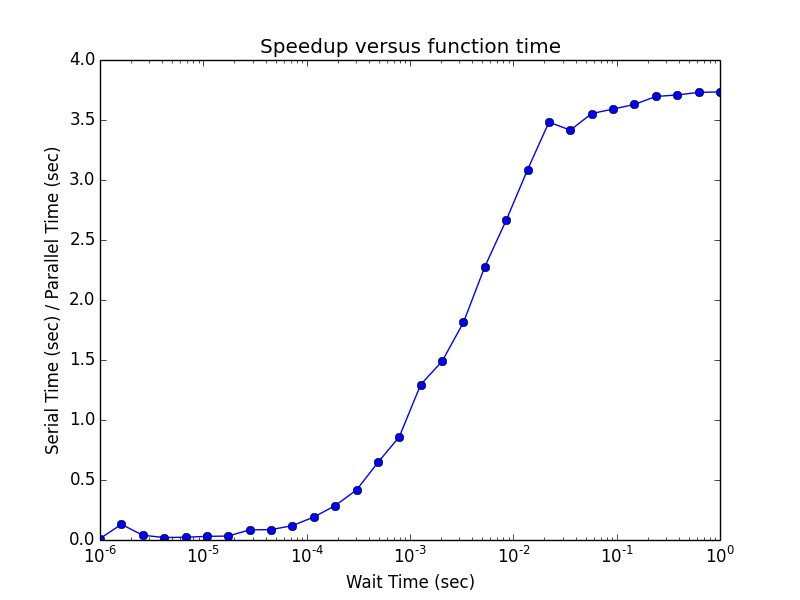 Speedup versus function time
Serial Time (sec) / Parallel Time (sec)
4.0
3.5
3.0
2.5
2.0
1.5
1.0
0.5
0.0
10^-6 10^-5 10^-4 10^-3 10^-2 10^-1 10^0
Wait Time (sec)